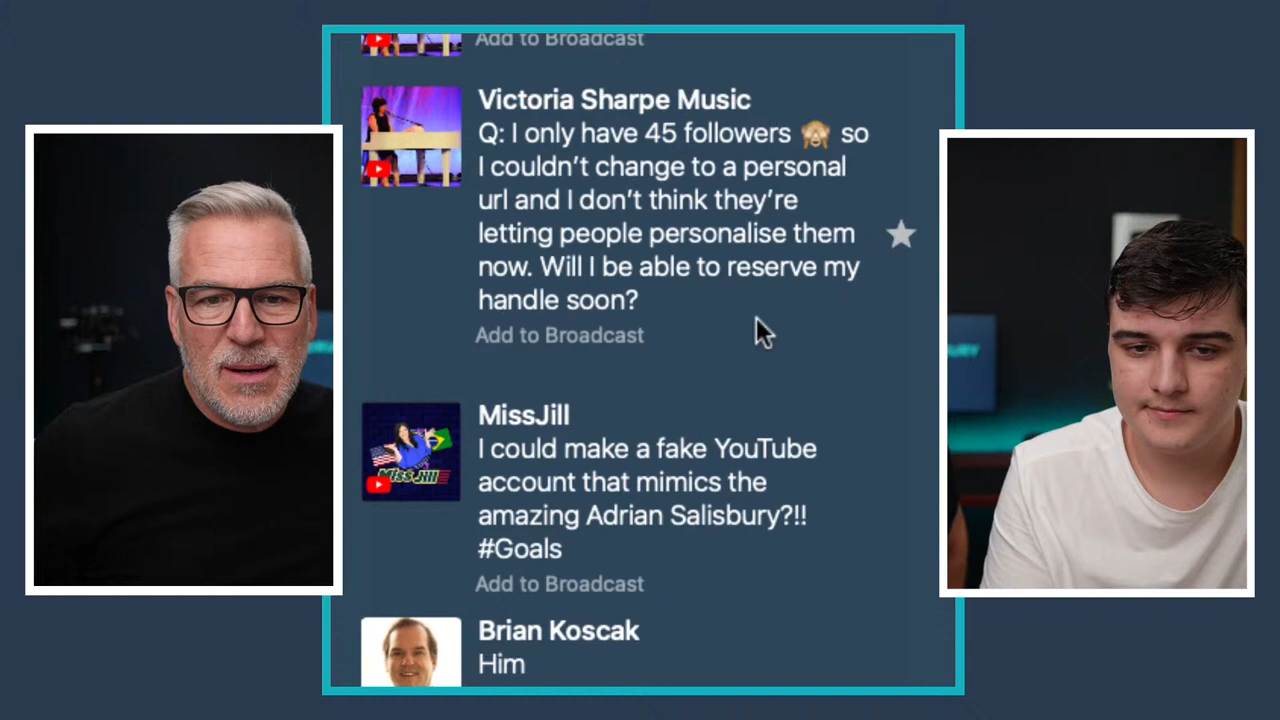 Add to Broadcast
Victoria Sharpe Music
Q: I only have 45 followers 🙈 so
I couldn’t change to a personal
url and I don’t think they’re
letting people personalise them
now. Will I be able to reserve my
handle soon?
Add to Broadcast
MissJill
I could make a fake YouTube
account that mimics the
amazing Adrian Salisbury?!!
#Goals
Add to Broadcast
Miss Jill
Brian Koscak
Him